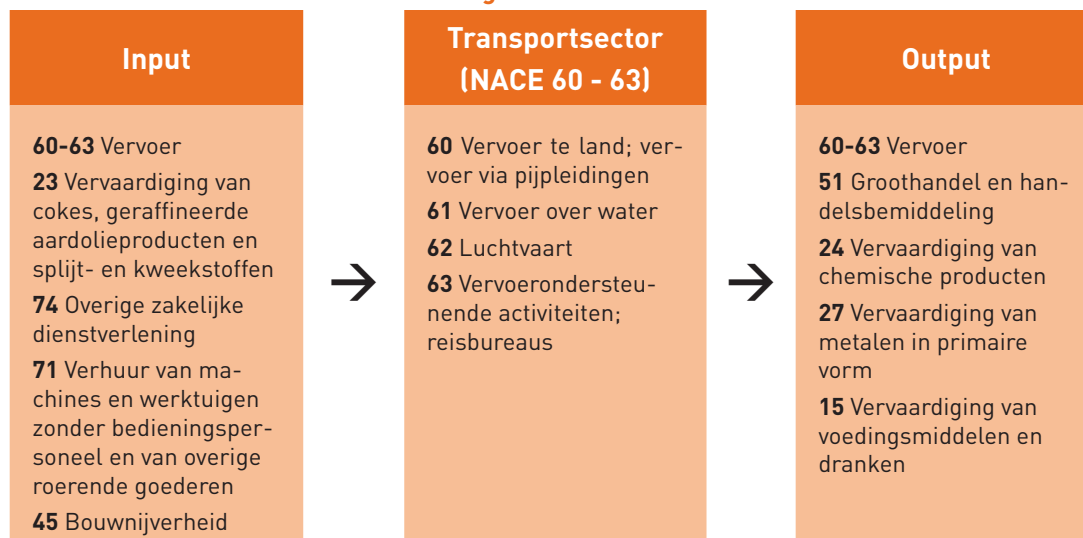 Input
60-63 Vervoer
23 Vervaardiging van
cokes, geraffineerde
aardolieproducten en
splijt- en kweekstoffen
74 Overige zakelijke
dienstverlening
71 Verhuur van ma-
chines en werktuigen
zonder bedieningsper-
soneel en van overige
roerende goederen
45 Bouwnijverheid
→
Transportsector
(NACE 60 - 63)
60 Vervoer te land; ver-
voer via pijpleidingen
61 Vervoer over water
62 Luchtvaart
63 Vervoerondersteu-
nende activiteiten;
reisbureaus
→
Output
60-63 Vervoer
51 Groothandel en han-
delsbemiddeling
24 Vervaardiging van
chemische producten
27 Vervaardiging van
metalen in primaire
vorm
15 Vervaardiging van
voedingsmiddelen en
dranken